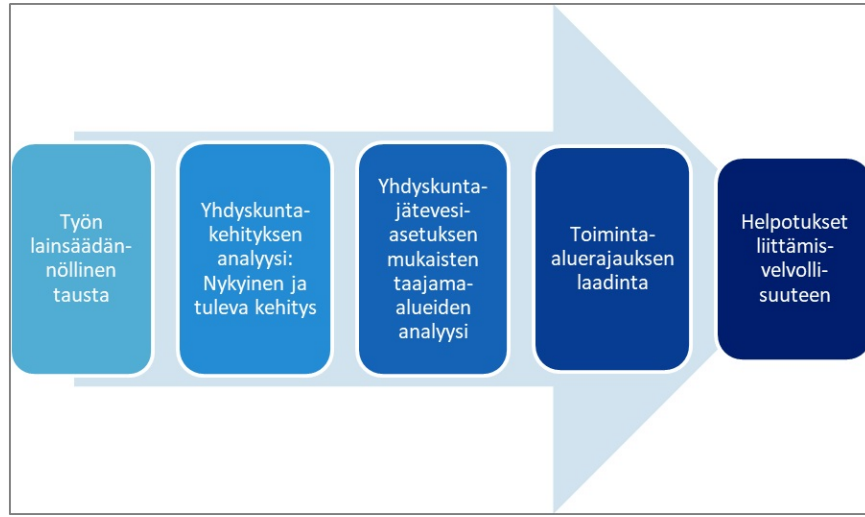 Työn
lainsäädän-
nöllinen
tausta
Yhdyskunta-
kehityksen
analyysi:
Nykyinen ja
tuleva kehitys
Yhdyskunta-
jätevesi-
asetuksen
mukaisten
taajama-
alueiden
analyysi
Toiminta-
aluerajauksen
laadinta
Helpotukset
liittämis-
velvolli-
suuteen